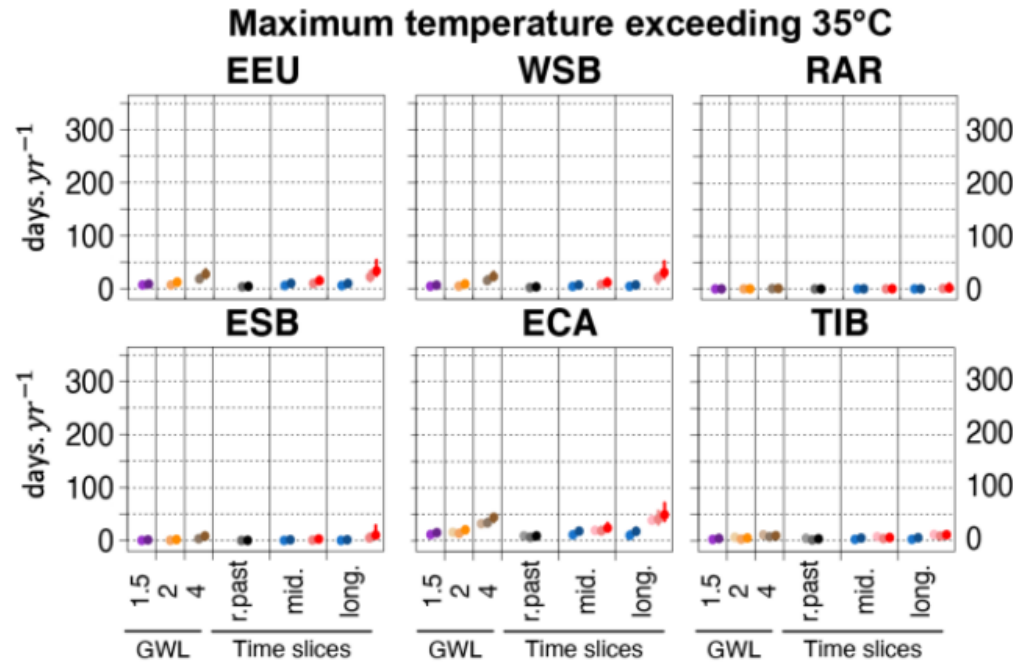 Maximum temperature exceeding 35°C
EEU WSB RAR
days. yr⁻¹
300 300
200 200
100 100
0 0
ESB ECA TIB
days. yr⁻¹
300 300
200 200
100 100
0 0
1.5 2 4 r.past mid. long. 1.5 2 4 r.past mid. long. 1.5 2 4 r.past mid. long.
GWL Time slices GWL Time slices GWL Time slices